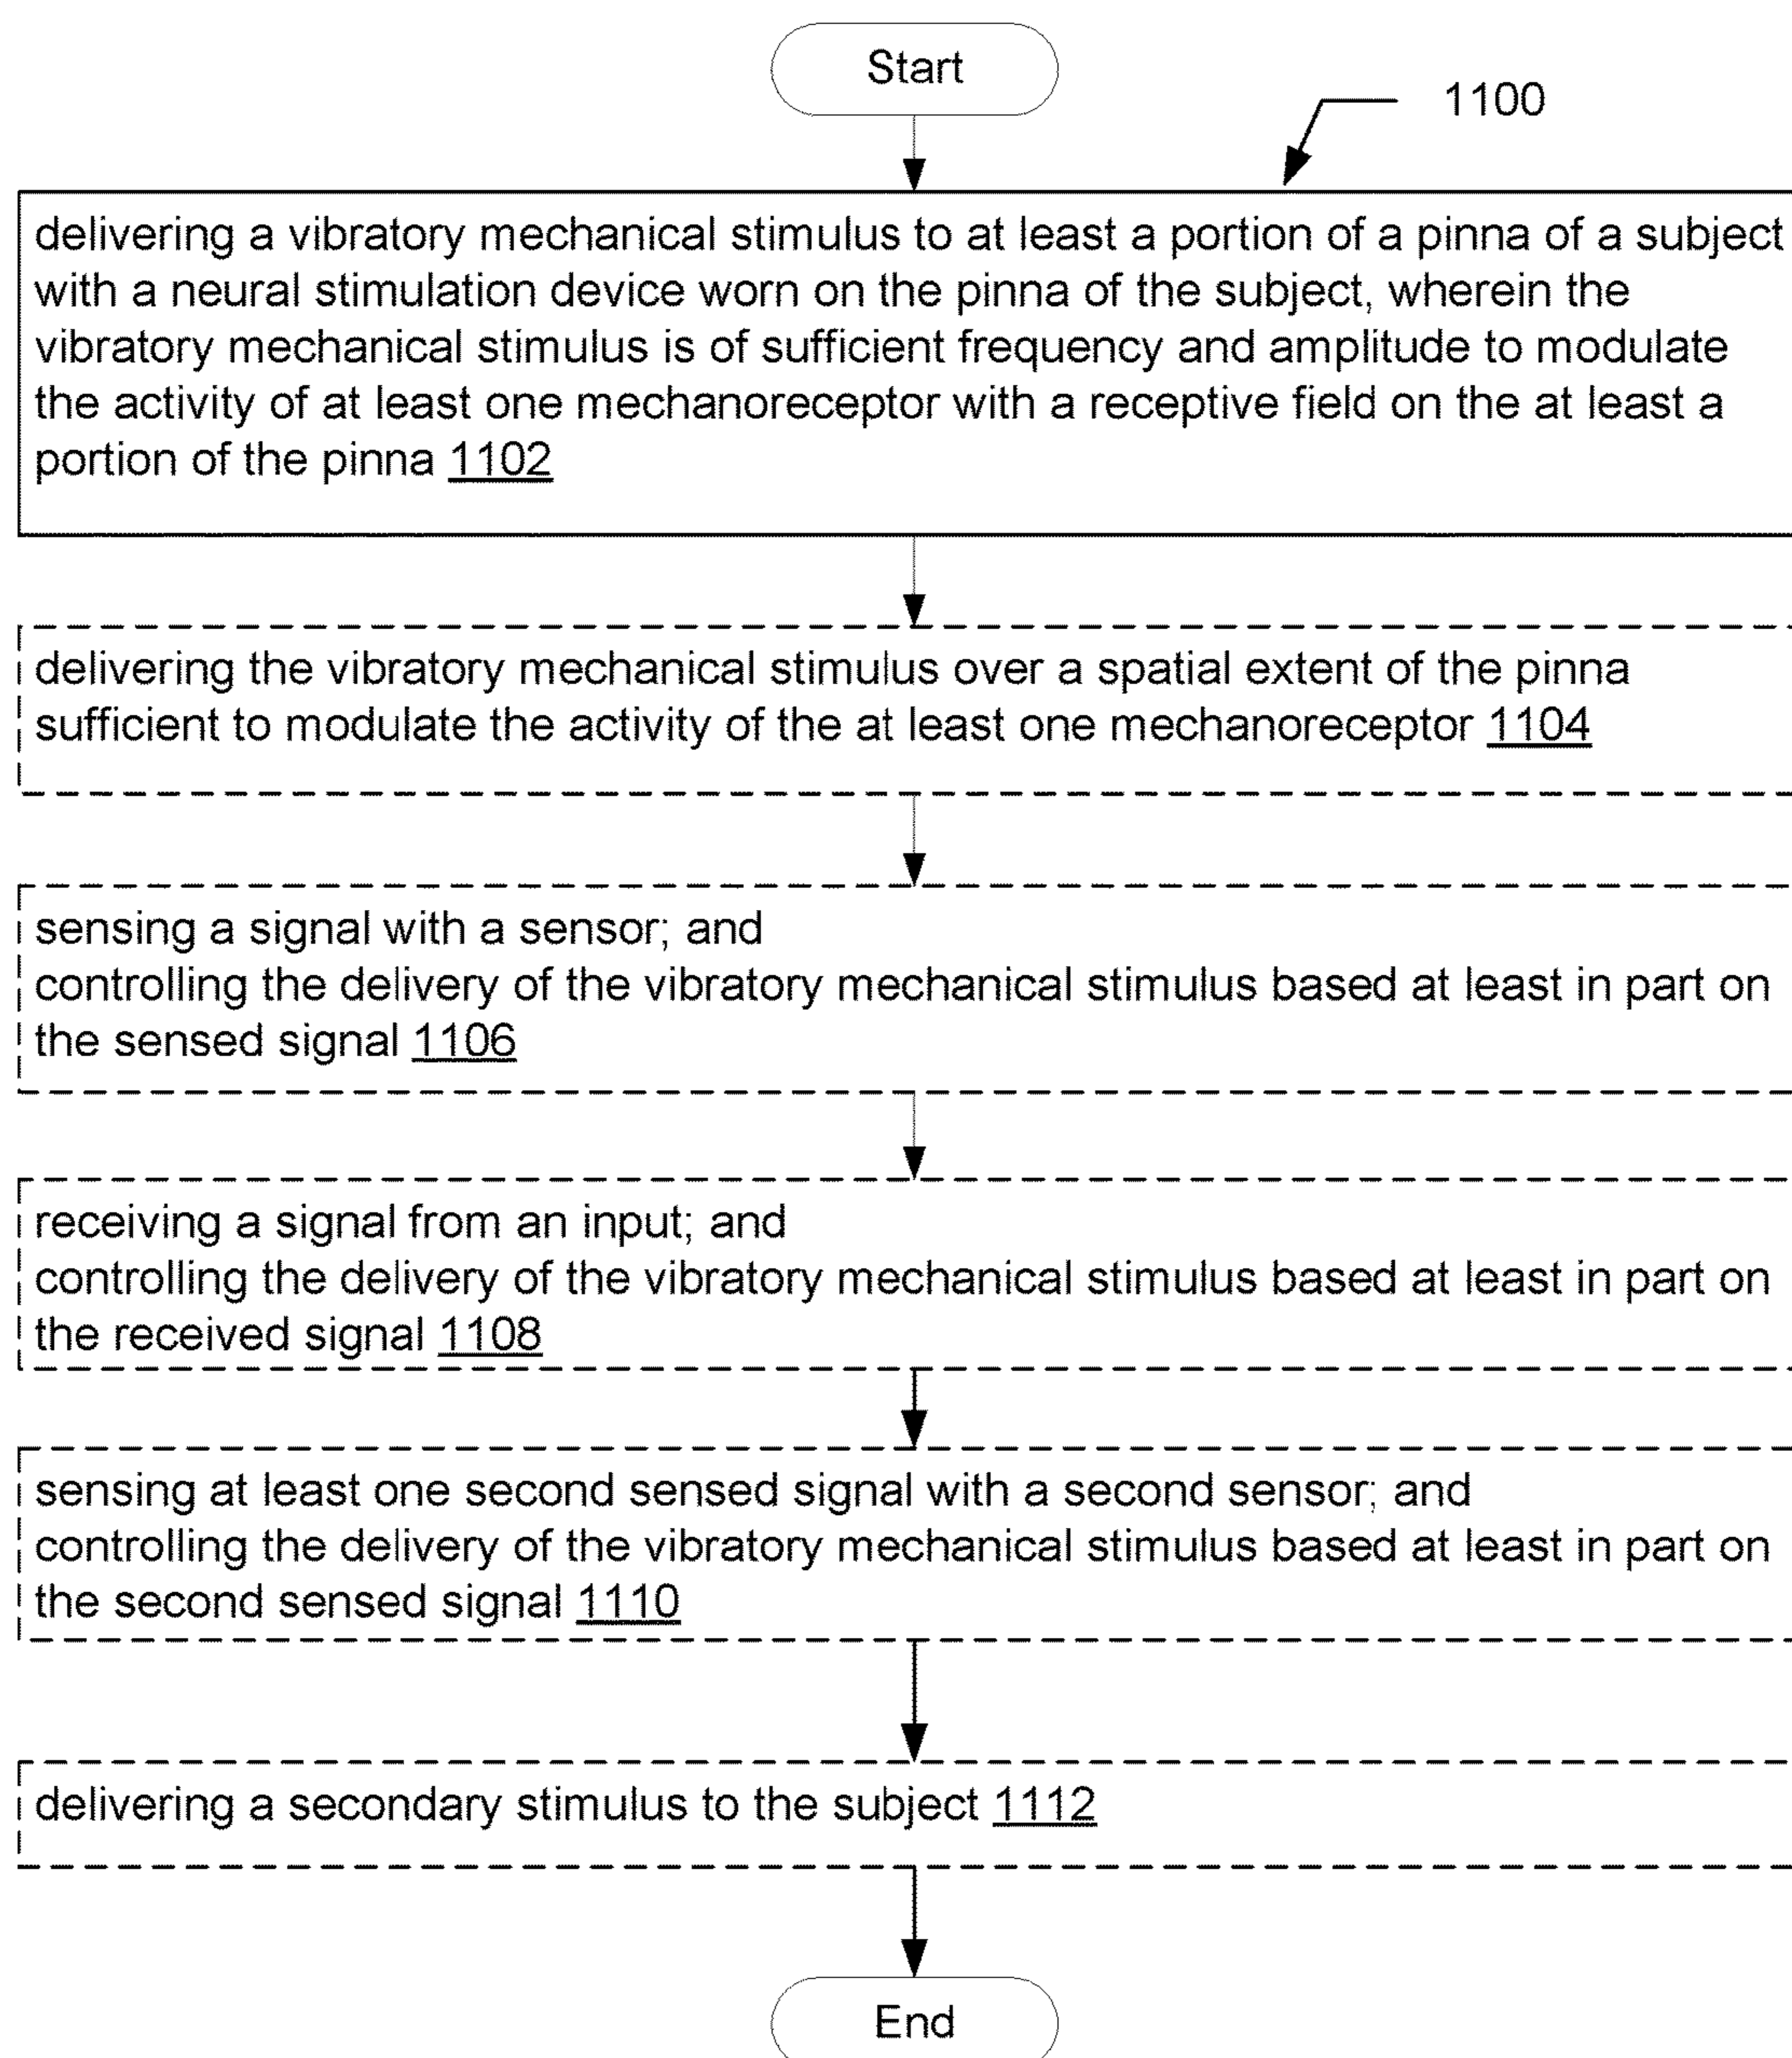 Start
1100
delivering a vibratory mechanical stimulus to at least a portion of a pinna of a subject
with a neural stimulation device worn on the pinna of the subject, wherein the
vibratory mechanical stimulus is of sufficient frequency and amplitude to modulate
the activity of at least one mechanoreceptor with a receptive field on the at least a
portion of the pinna 1102
delivering the vibratory mechanical stimulus over a spatial extent of the pinna
sufficient to modulate the activity of the at least one mechanoreceptor 1104
sensing a signal with a sensor; and
controlling the delivery of the vibratory mechanical stimulus based at least in part on
the sensed signal 1106
receiving a signal from an input; and
controlling the delivery of the vibratory mechanical stimulus based at least in part on
the received signal 1108
sensing at least one second sensed signal with a second sensor; and
controlling the delivery of the vibratory mechanical stimulus based at least in part on
the second sensed signal 1110
delivering a secondary stimulus to the subject 1112
End